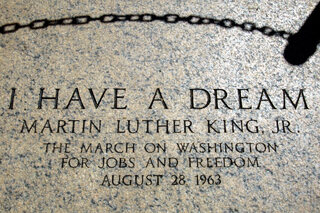 I HAVE A DREAM
MARTIN LUTHER KING, JR.
THE MARCH ON WASHINGTON
FOR JOBS AND FREEDOM
AUGUST 28, 1963